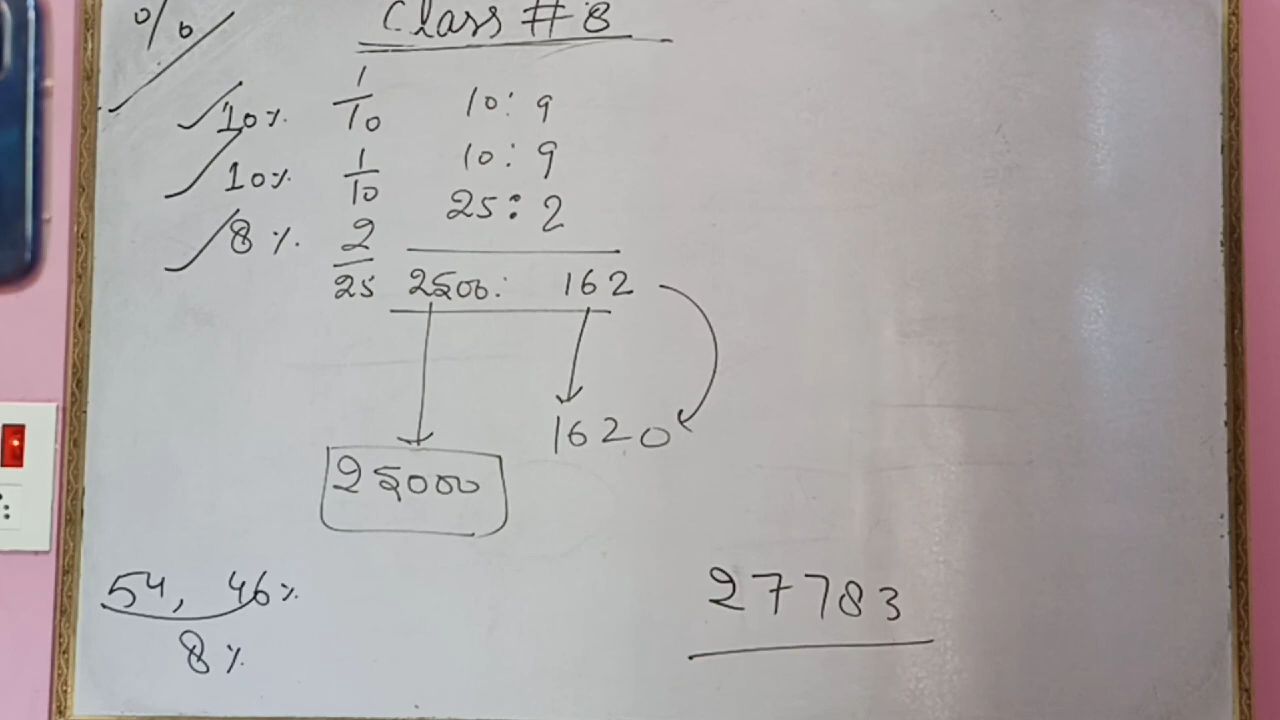 %
Class #8
10% 1/10 10:9
10% 1/10 10:9
8% 2/25 25:2
2500: 162
1620
25000
54, 46%
8%
27783